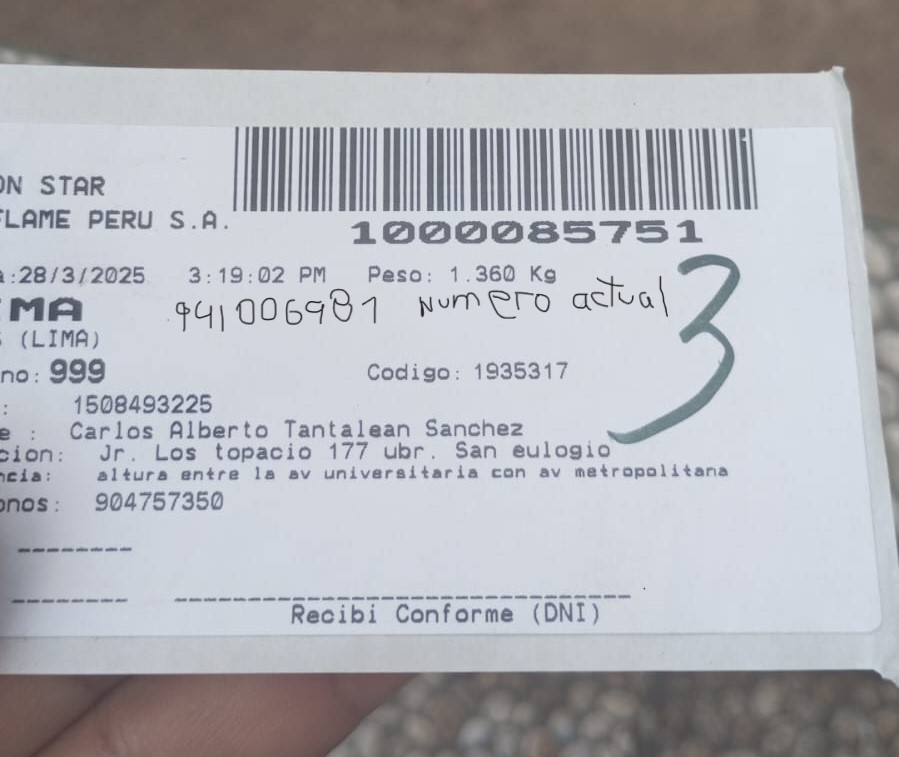 ON STAR
FLAME PERU S.A.
1000085751
a:28/3/2025 3:19:02 PM Peso: 1.360 Kg
MA
941006981 Numero actual
3
(LIMA)
no: 999 Codigo: 1935317
: 1508493225
e : Carlos Alberto Tantalean Sanchez
cion: Jr. Los topacio 177 ubr. San eulogio
ncia: altura entre la av universitaria con av metropolitana
onos: 904757350
Recibi Conforme (DNI)